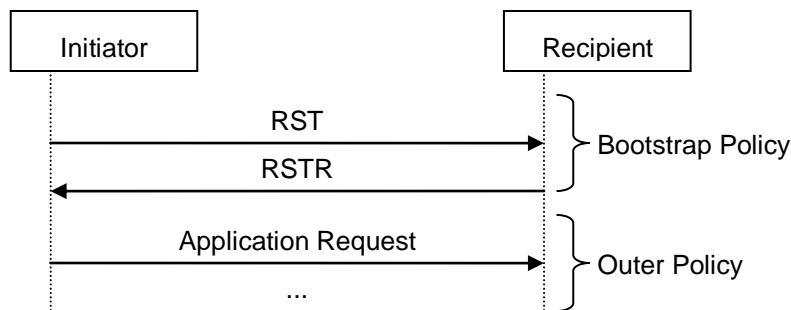 Initiator
Recipient
RST
Bootstrap Policy
RSTR
Application Request
Outer Policy
...